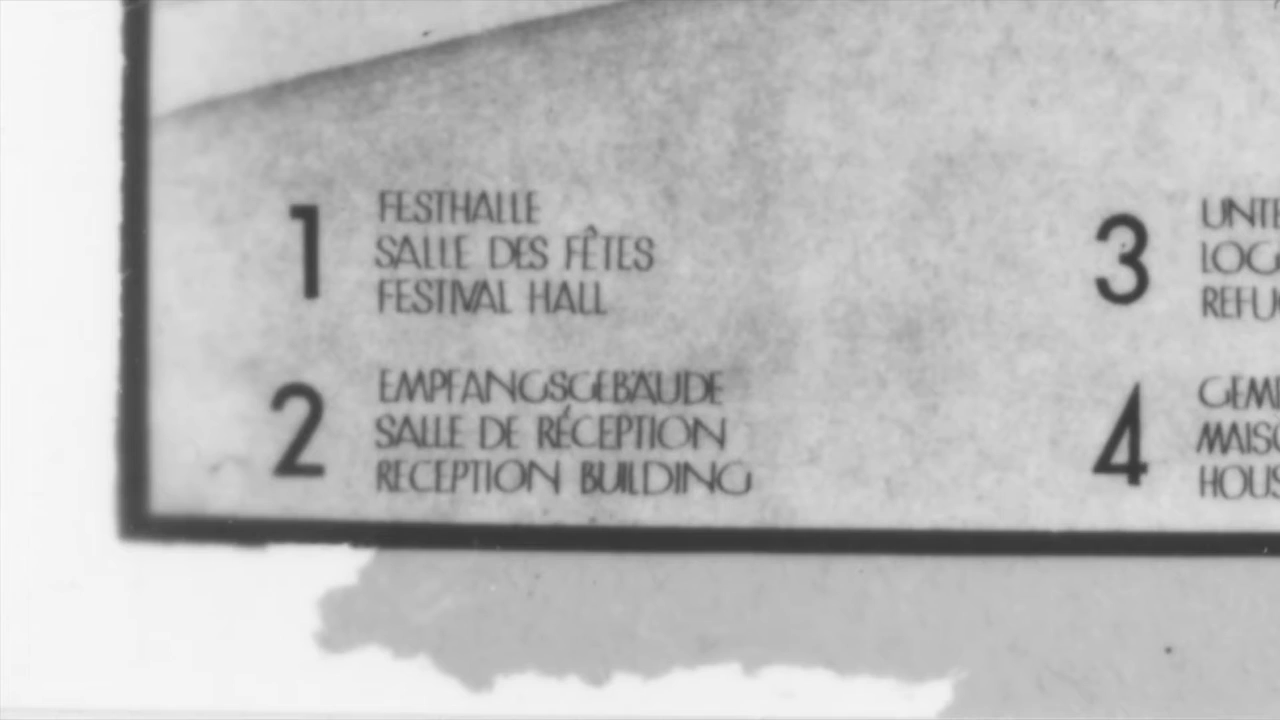 1 FESTHALLE
SALLE DES FÊTES
FESTIVAL HALL
2 EMPFANGSGEBÄUDE
SALLE DE RÉCEPTION
RECEPTION BUILDING
3
4